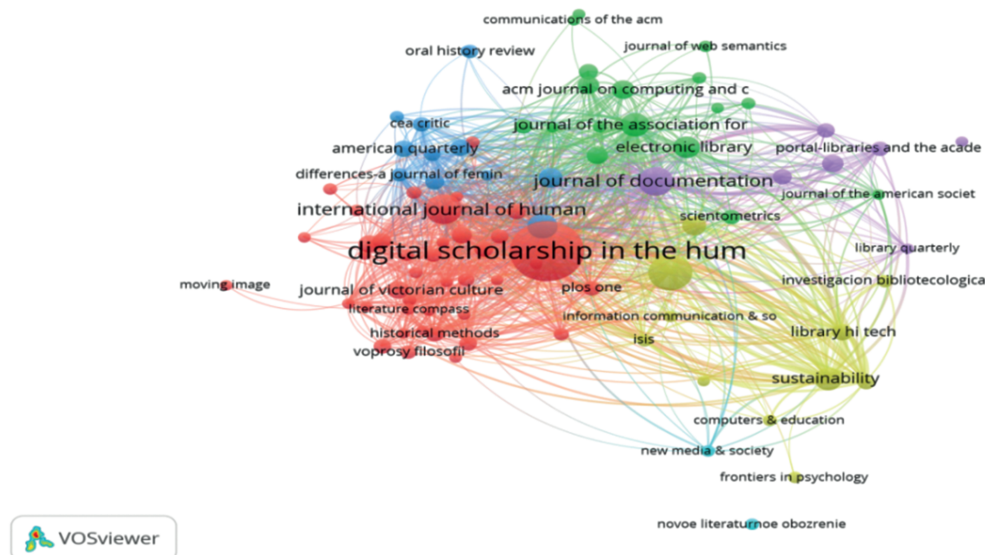 communications of the acm
journal of web semantics
oral history review
acm journal on computing and c
cea critic
journal of the association for
american quarterly
electronic library
portal-libraries and the acade
differences-a journal of femin
journal of documentation
journal of the american societ
international journal of human
scientometrics
digital scholarship in the hum
library quarterly
moving image
journal of victorian culture
plos one
investigacion bibliotecologica
literature compass
information communication & so
historical methods
isis
library hi tech
voprosy filosofii
sustainability
computers & education
new media & society
frontiers in psychology
novoe literaturnoe obozrenie
VOSviewer